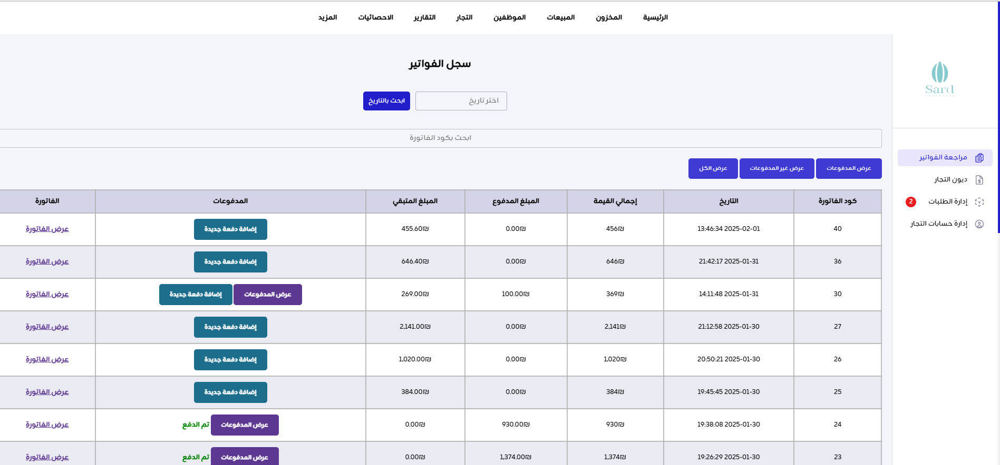 الرئيسية المخزون المبيعات الموظفين التجار التقارير الاحصائيات المزيد
Sard
مراجعة الفواتير
ديون التجار
إدارة الطلبات 2
إدارة حسابات التجار
سجل الفواتير
اختر تاريخ ابحث بالتاريخ
ابحث بكود الفاتورة
عرض المدفوعات عرض غير المدفوعات عرض الكل
كود الفاتورة التاريخ إجمالي القيمة المبلغ المدفوع المبلغ المتبقي المدفوعات الفاتورة
40 2025-02-01 13:46:34 456₪ 0.00₪ 455.60₪ إضافة دفعة جديدة عرض الفاتورة
36 2025-01-31 21:42:17 646₪ 0.00₪ 646.40₪ إضافة دفعة جديدة عرض الفاتورة
30 2025-01-31 14:11:48 369₪ 100.00₪ 269.00₪ عرض المدفوعات إضافة دفعة جديدة عرض الفاتورة
27 2025-01-30 21:12:58 2,141₪ 0.00₪ 2,141.00₪ إضافة دفعة جديدة عرض الفاتورة
26 2025-01-30 20:50:21 1,020₪ 0.00₪ 1,020.00₪ إضافة دفعة جديدة عرض الفاتورة
25 2025-01-30 19:45:45 384₪ 0.00₪ 384.00₪ إضافة دفعة جديدة عرض الفاتورة
24 2025-01-30 19:38:08 930₪ 930.00₪ 0.00₪ عرض المدفوعات تم الدفع عرض الفاتورة
23 2025-01-30 19:26:29 1,374₪ 1,374.00₪ 0.00₪ عرض المدفوعات تم الدفع عرض الفاتورة